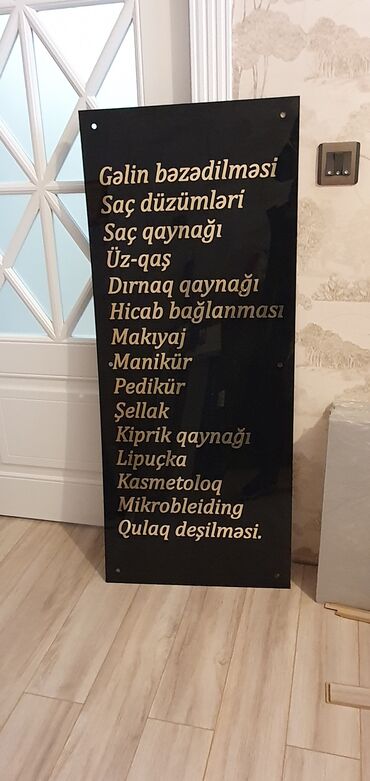 Gəlin bəzədilməsi
Saç düzümləri
Saç qaynağı
Üz-qaş
Dırnaq qaynağı
Hicab bağlanması
Makıyaj
Manikür
Pedikür
Şellak
Kiprik qaynağı
Lipuçka
Kasmetoloq
Mikrobleiding
Qulaq deşilməsi.